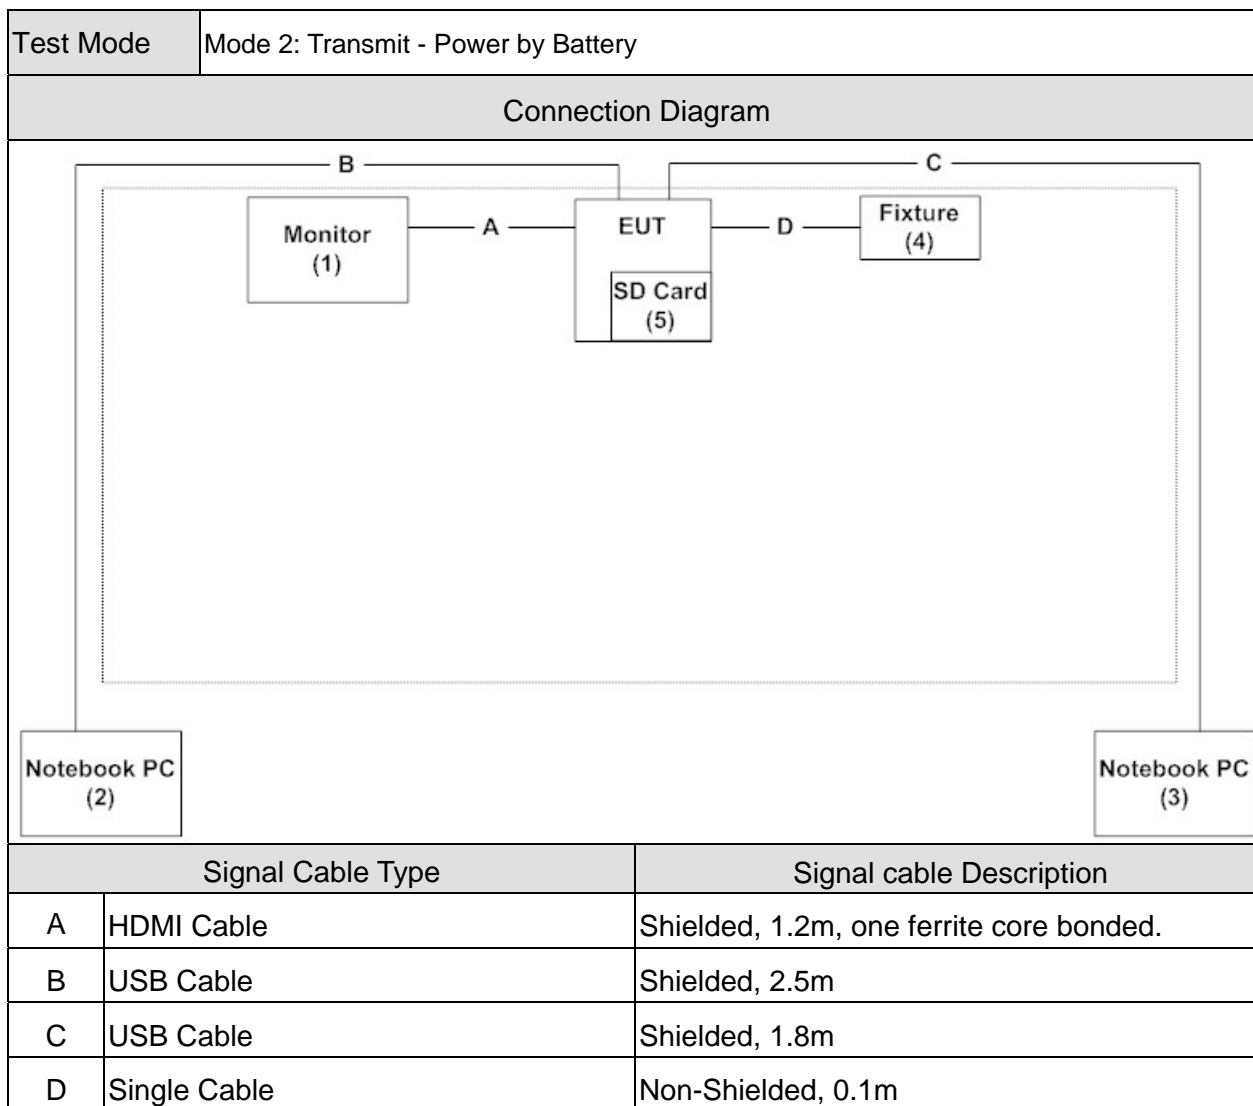 Test Mode Mode 2: Transmit - Power by Battery
Connection Diagram
B C
Monitor
(1)
A
EUT
D
Fixture
(4)
SD Card
(5)
Notebook PC
(2)
Notebook PC
(3)
Signal Cable Type Signal cable Description
A HDMI Cable Shielded, 1.2m, one ferrite core bonded.
B USB Cable Shielded, 2.5m
C USB Cable Shielded, 1.8m
D Single Cable Non-Shielded, 0.1m